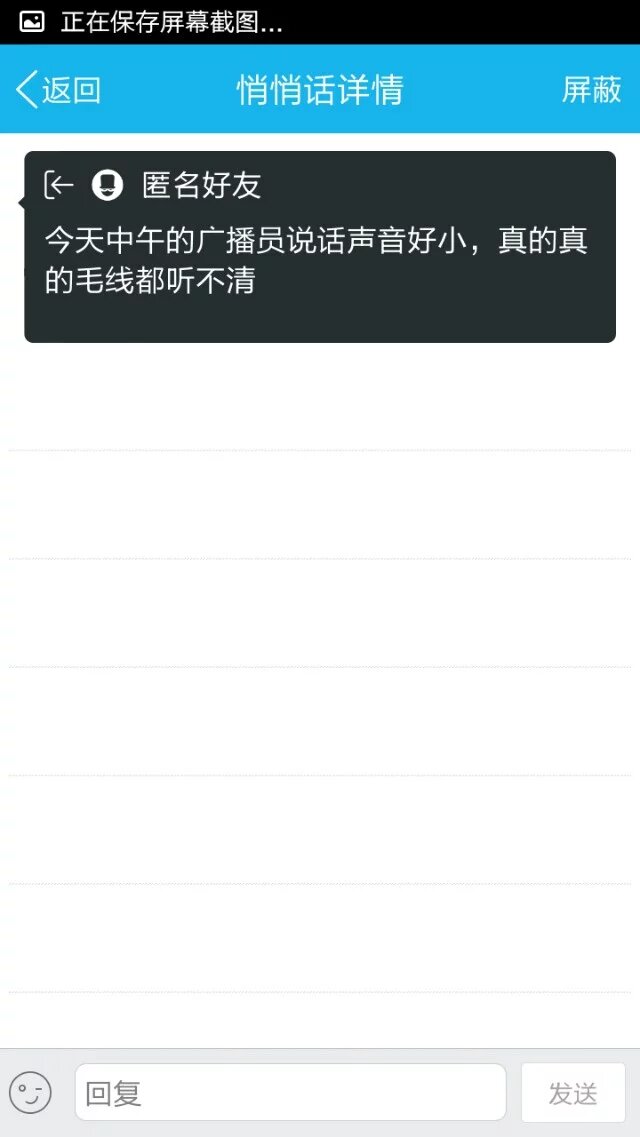 正在保存屏幕截图...
返回 悄悄话详情 屏蔽
匿名好友
今天中午的广播员说话声音好小，真的真
的毛线都听不清
回复 发送